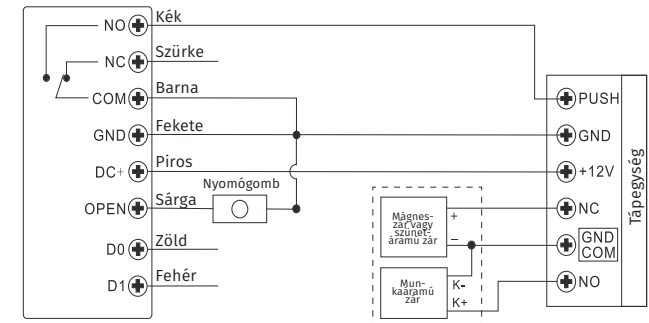 NO Kék
NC Szürke
COM Barna
GND Fekete
DC+ Piros
OPEN Sárga
D0 Zöld
D1 Fehér
Nyomógomb
Mágnes-
zár vagy
szünet-
áramú zár
+
−
Mun-
kaáramú
zár
K-
K+
PUSH
GND
+12V
NC
GND
COM
NO
Tápegység